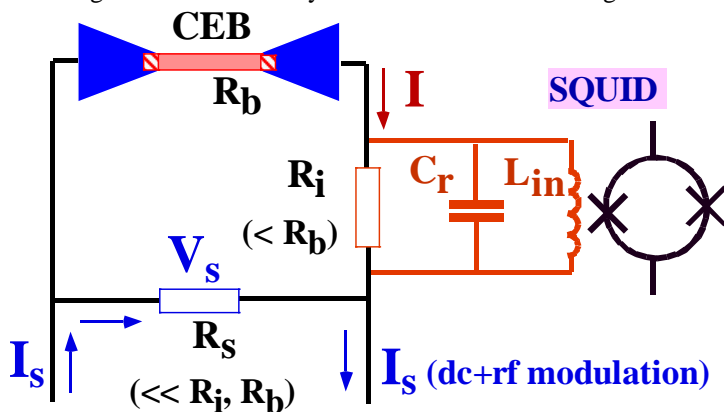 CEB
R_b
I
SQUID
R_i
(< R_b)
C_r
L_in
V_s
R_s
I_s
(<< R_i, R_b)
I_s (dc+rf modulation)